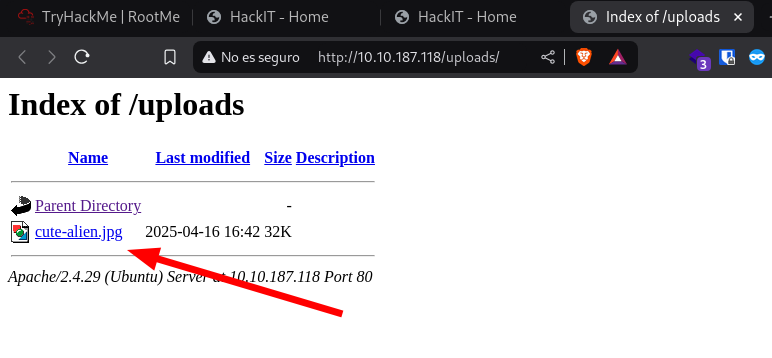 TryHackMe | RootMe
HackIT - Home
HackIT - Home
Index of /uploads
No es seguro http://10.10.187.118/uploads/
3
Index of /uploads
Name Last modified Size Description
Parent Directory -
cute-alien.jpg 2025-04-16 16:42 32K
Apache/2.4.29 (Ubuntu) Server at 10.10.187.118 Port 80